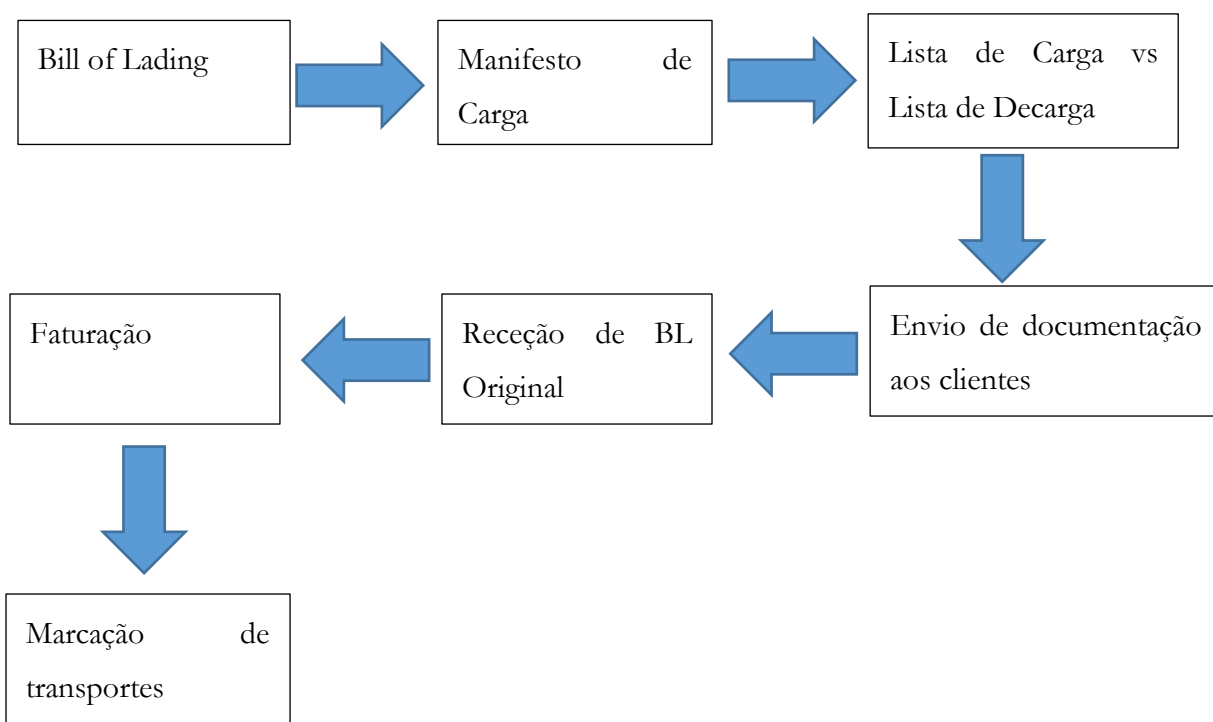 Bill of Lading
Manifesto de
Carga
Lista de Carga vs
Lista de Decarga
Envio de documentação
aos clientes
Receção de BL
Original
Faturação
Marcação de
transportes